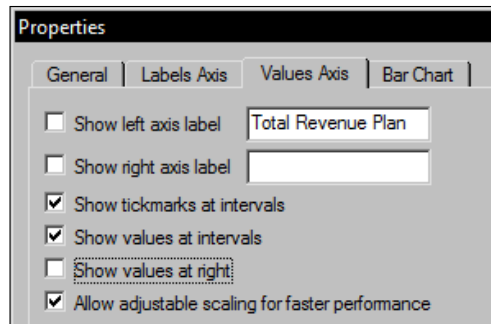 Properties
General Labels Axis Values Axis Bar Chart
Show left axis label Total Revenue Plan
Show right axis label
Show tickmarks at intervals
Show values at intervals
Show values at right
Allow adjustable scaling for faster performance